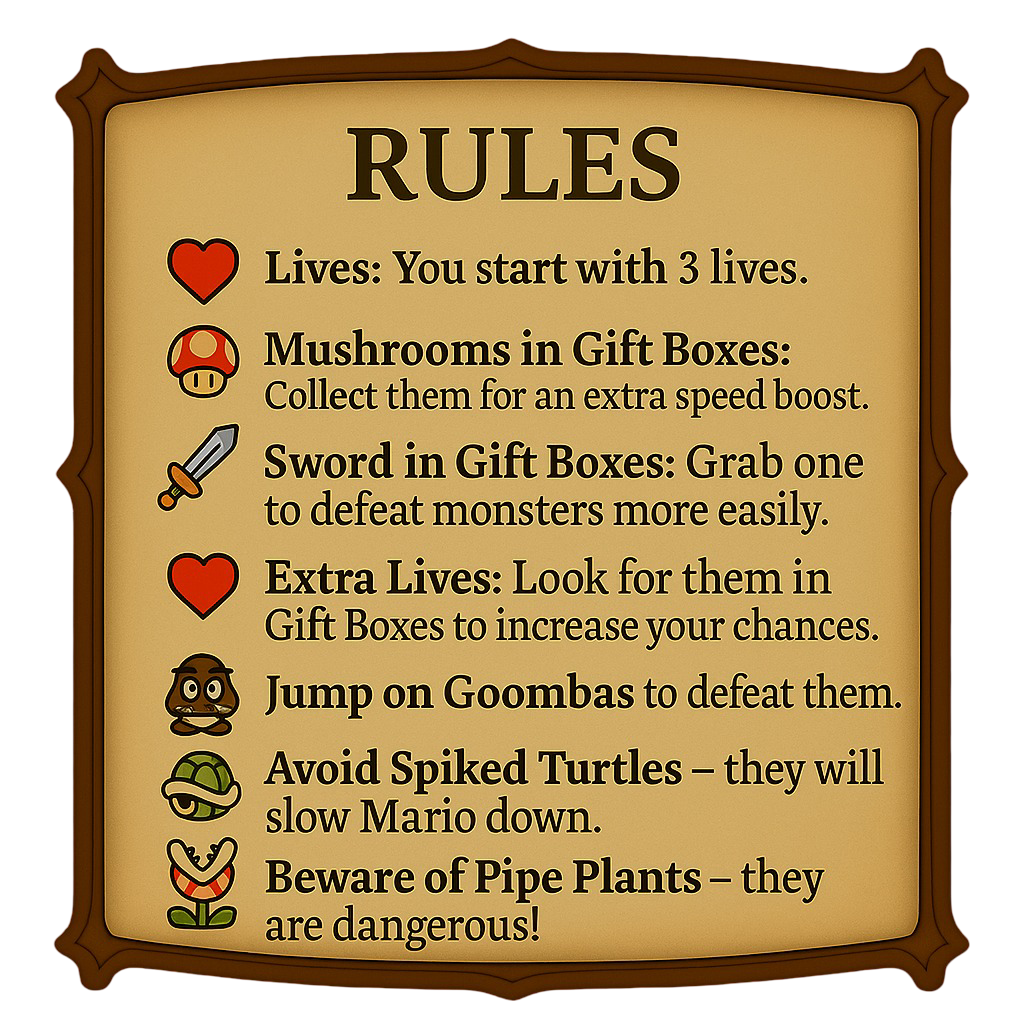 RULES
Lives: You start with 3 lives.
Mushrooms in Gift Boxes:
Collect them for an extra speed boost.
Sword in Gift Boxes: Grab one
to defeat monsters more easily.
Extra Lives: Look for them in
Gift Boxes to increase your chances.
Jump on Goombas to defeat them.
Avoid Spiked Turtles – they will
slow Mario down.
Beware of Pipe Plants – they
are dangerous!